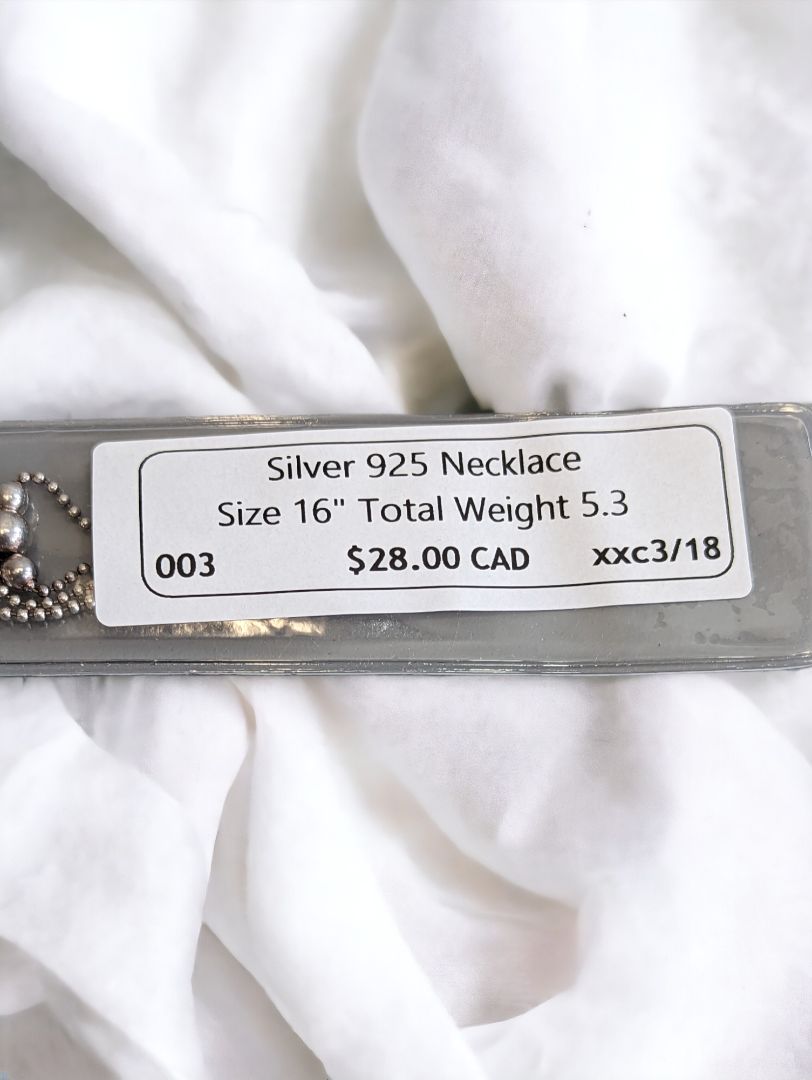 Silver 925 Necklace
Size 16" Total Weight 5.3
003 $28.00 CAD xxc3/18